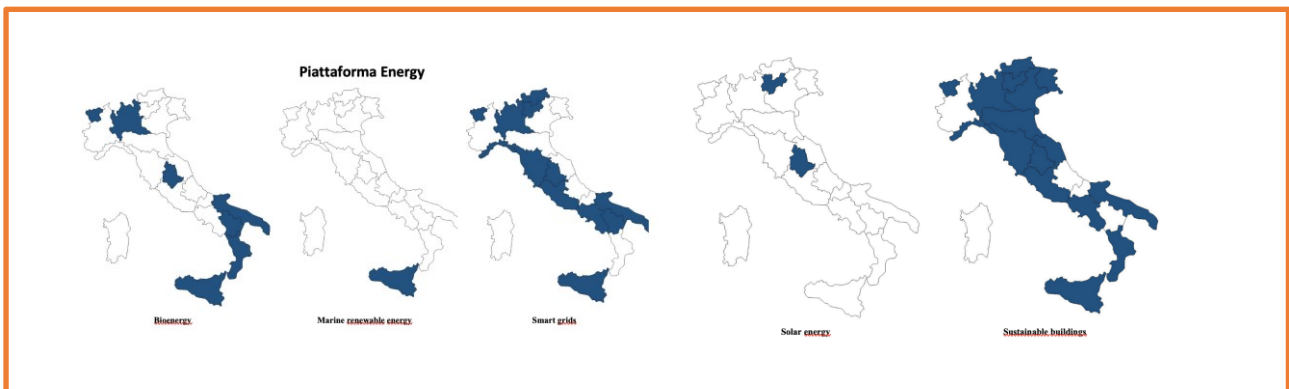 Piattaforma Energy
Bioenergy
Marine renewable energy
Smart grids
Solar energy
Sustainable buildings